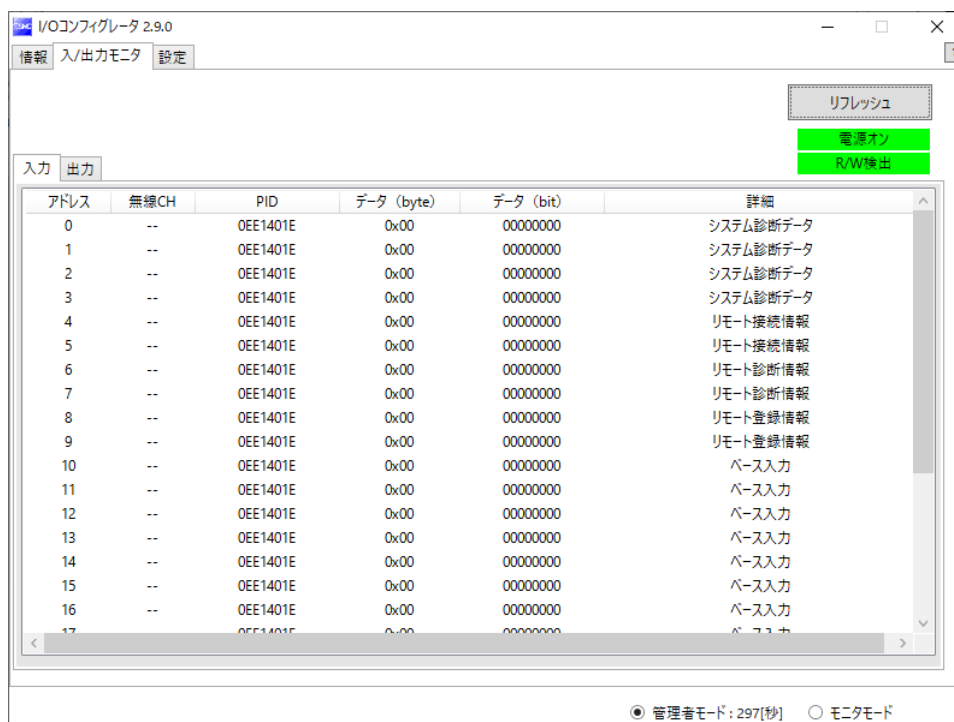 I/Oコンフィグレータ 2.9.0
情報 入/出力モニタ 設定
リフレッシュ
電源オン
R/W検出
入力 出力
アドレス 無線CH PID データ (byte) データ (bit) 詳細
0 -- 0EE1401E 0x00 00000000 システム診断データ
1 -- 0EE1401E 0x00 00000000 システム診断データ
2 -- 0EE1401E 0x00 00000000 システム診断データ
3 -- 0EE1401E 0x00 00000000 システム診断データ
4 -- 0EE1401E 0x00 00000000 リモート接続情報
5 -- 0EE1401E 0x00 00000000 リモート接続情報
6 -- 0EE1401E 0x00 00000000 リモート診断情報
7 -- 0EE1401E 0x00 00000000 リモート診断情報
8 -- 0EE1401E 0x00 00000000 リモート登録情報
9 -- 0EE1401E 0x00 00000000 リモート登録情報
10 -- 0EE1401E 0x00 00000000 ベース入力
11 -- 0EE1401E 0x00 00000000 ベース入力
12 -- 0EE1401E 0x00 00000000 ベース入力
13 -- 0EE1401E 0x00 00000000 ベース入力
14 -- 0EE1401E 0x00 00000000 ベース入力
15 -- 0EE1401E 0x00 00000000 ベース入力
16 -- 0EE1401E 0x00 00000000 ベース入力
17 -- 0EE1401E 0x00 00000000 ベース入力
管理者モード : 297[秒] モニタモード